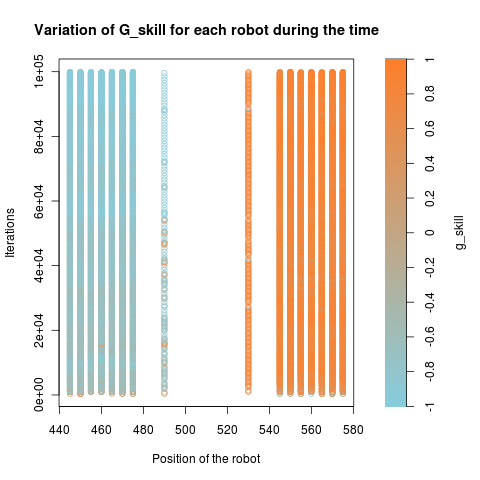 Variation of G_skill for each robot during the time
Iterations
1e+05
8e+04
6e+04
4e+04
2e+04
0e+00
440 460 480 500 520 540 560 580
Position of the robot
1
0.8
0.6
0.4
0.2
0
-0.2
-0.4
-0.6
-0.8
-1
g_skill